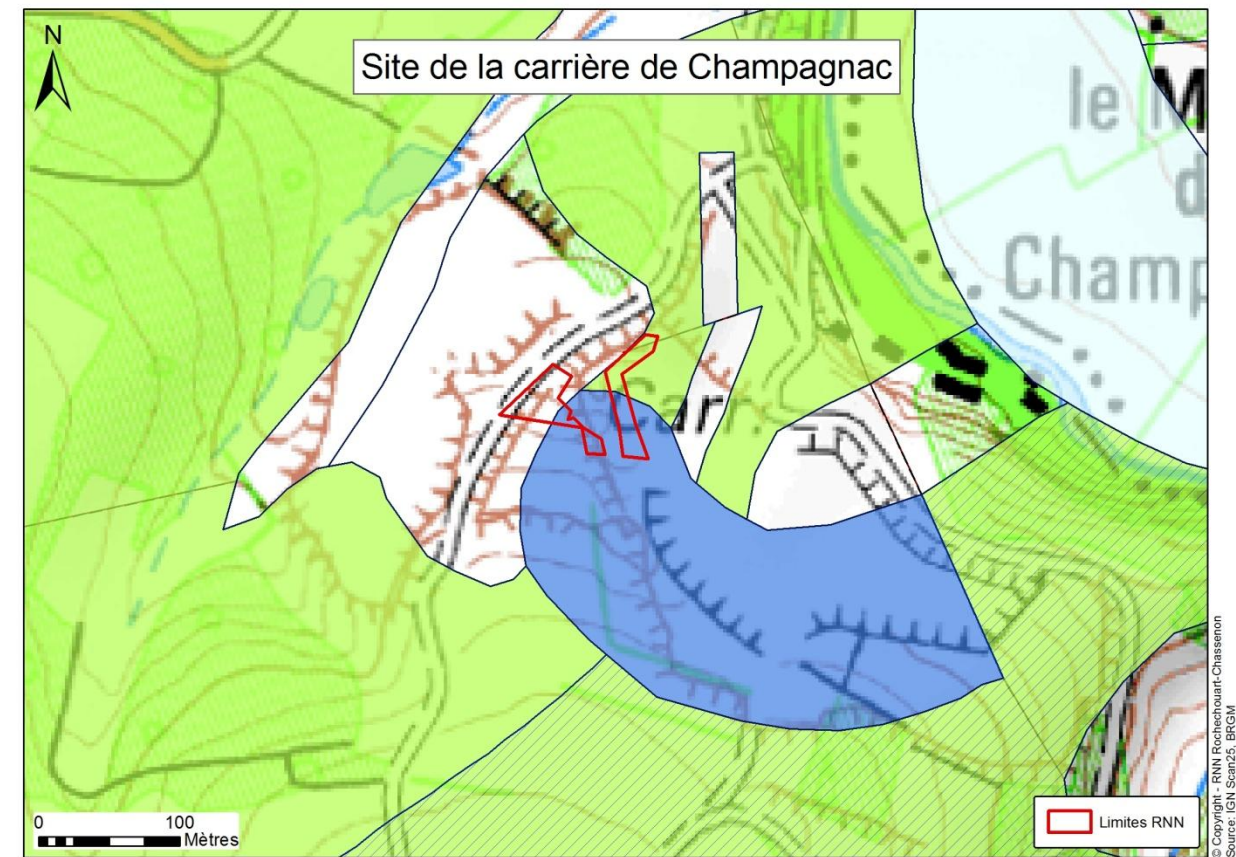 N
Site de la carrière de Champagnac
le M
d
Champ
Carr.
0 100
Mètres
Limites RNN
© Copyright - RNN Rochechouart-Chassenon
Source: IGN Scan25, BRGM